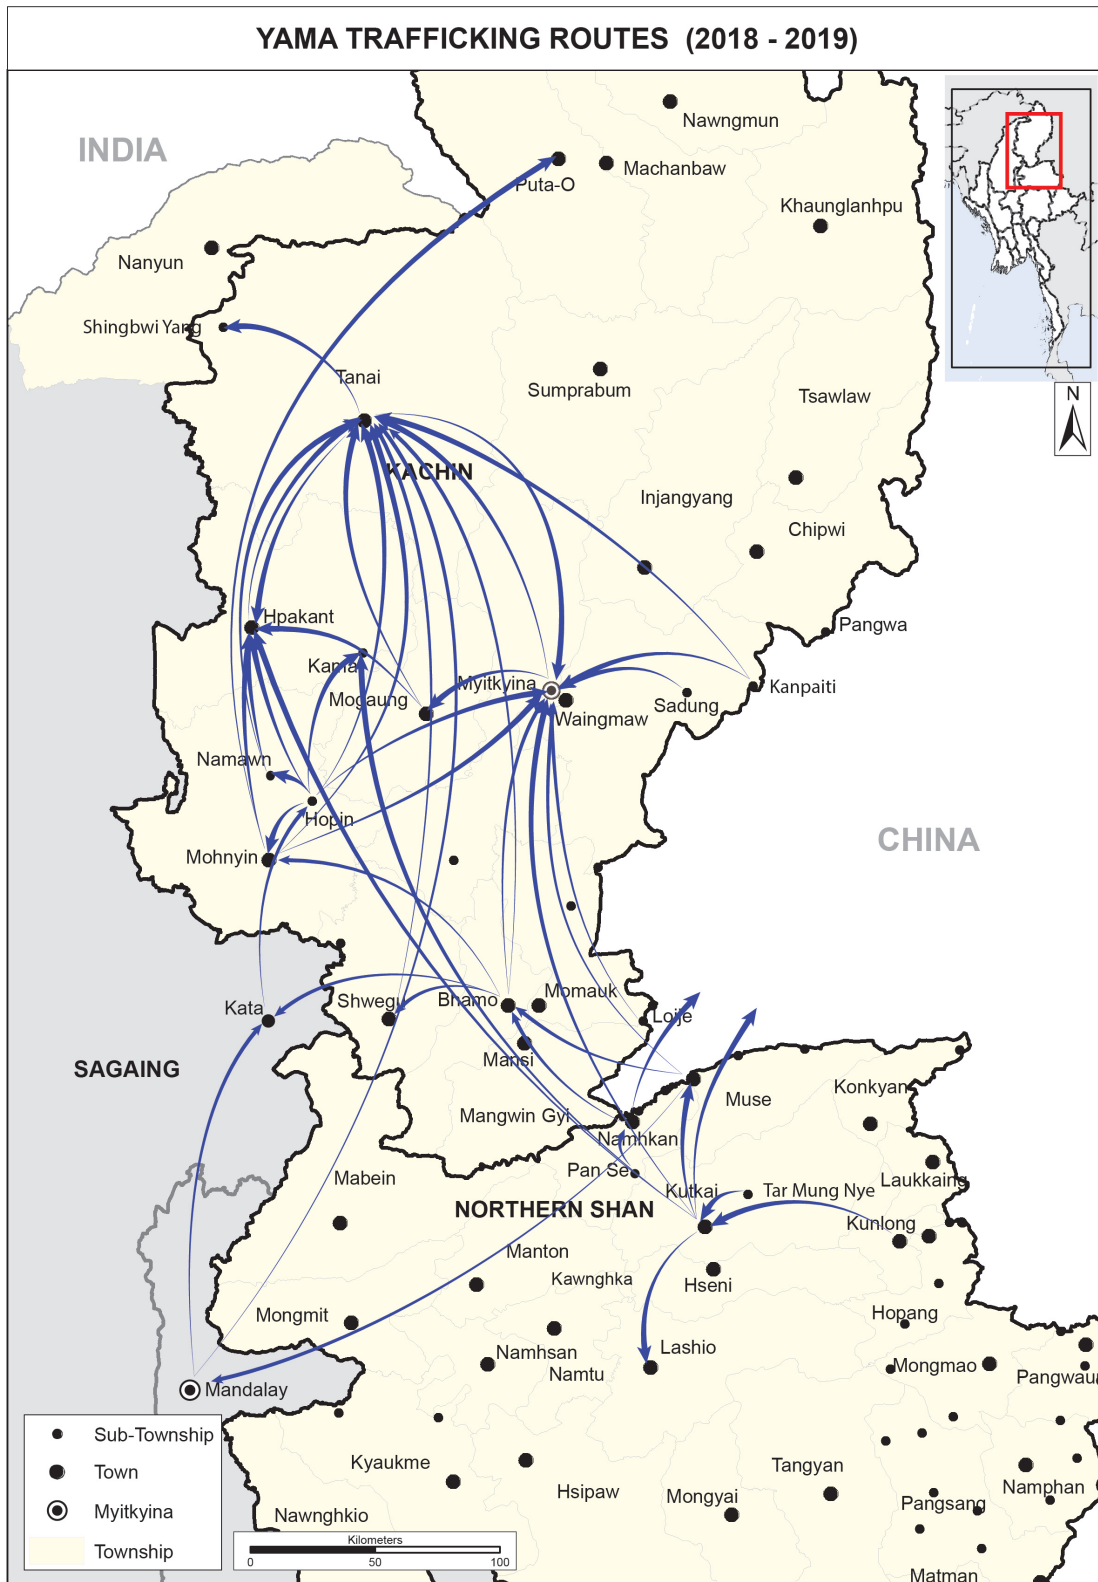 YAMA TRAFFICKING ROUTES (2018 - 2019)
INDIA
Nawngmun
Machanbaw
Puta-O
Khaunglanhpu
Nanyun
Shingbwi Yang
N
Tanai
Sumprabum
Tsawlaw
KACHIN
Injangyang
Chipwi
Hpakant
Pangwa
Kamai
Myitkyina
Kanpaiti
Mogaung
Sadung
Waingmaw
Namawn
Hopin
CHINA
Mohnyin
Kata
Shwegu
Bhamo
Momauk
Loije
Mansi
SAGAING
Konkyan
Muse
Mangwin Gyi
Namhkan
Pan Se
Mabein
Laukkaing
Kutkai
Tar Mung Nye
NORTHERN SHAN
Kunlong
Manton
Kawnghka
Hseni
Mongmit
Hopang
Namhsan
Lashio
Namtu
Mongmao
Pangwau
Mandalay
Sub-Township
Town
Myitkyina
Township
Kyaukme
Tangyan
Hsipaw
Mongyai
Namphan
Pangsang
Nawnghkio
Kilometers
0 50 100
Matman